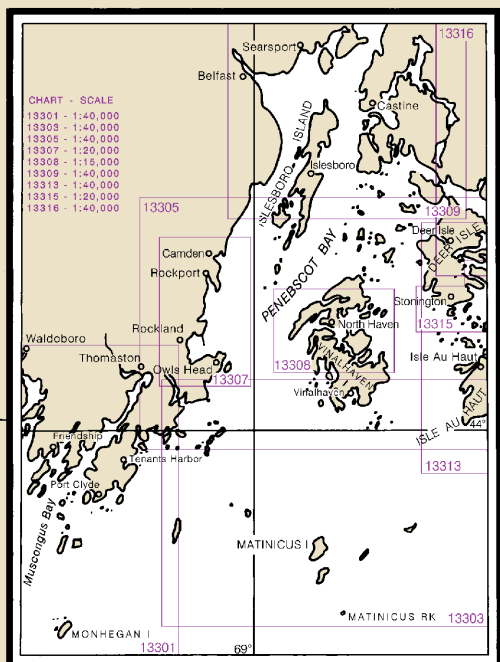 13316
Searsport
Belfast
CHART - SCALE
13301 - 1:40,000
13303 - 1:40,000
13305 - 1:40,000
13307 - 1:20,000
13308 - 1:15,000
13309 - 1:40,000
13313 - 1:40,000
13315 - 1:20,000
13316 - 1:40,000
Castine
ISLESBORO ISLAND
Islesboro
13305
13309
Deer Isle
DEER ISLE
PENEBSCOT BAY
Camden
Rockport
Stonington
13315
Rockland
North Haven
Waldoboro
Thomaston
Owls Head
13307
13308
VINALHAVEN I
Vinalhaven
Isle Au Haut
ISLE AU HAUT
44°
Friendship
Tenants Harbor
13313
Port Clyde
Muscongus Bay
MATINICUS I
MATINICUS RK
13303
MONHEGAN I
13301
69°